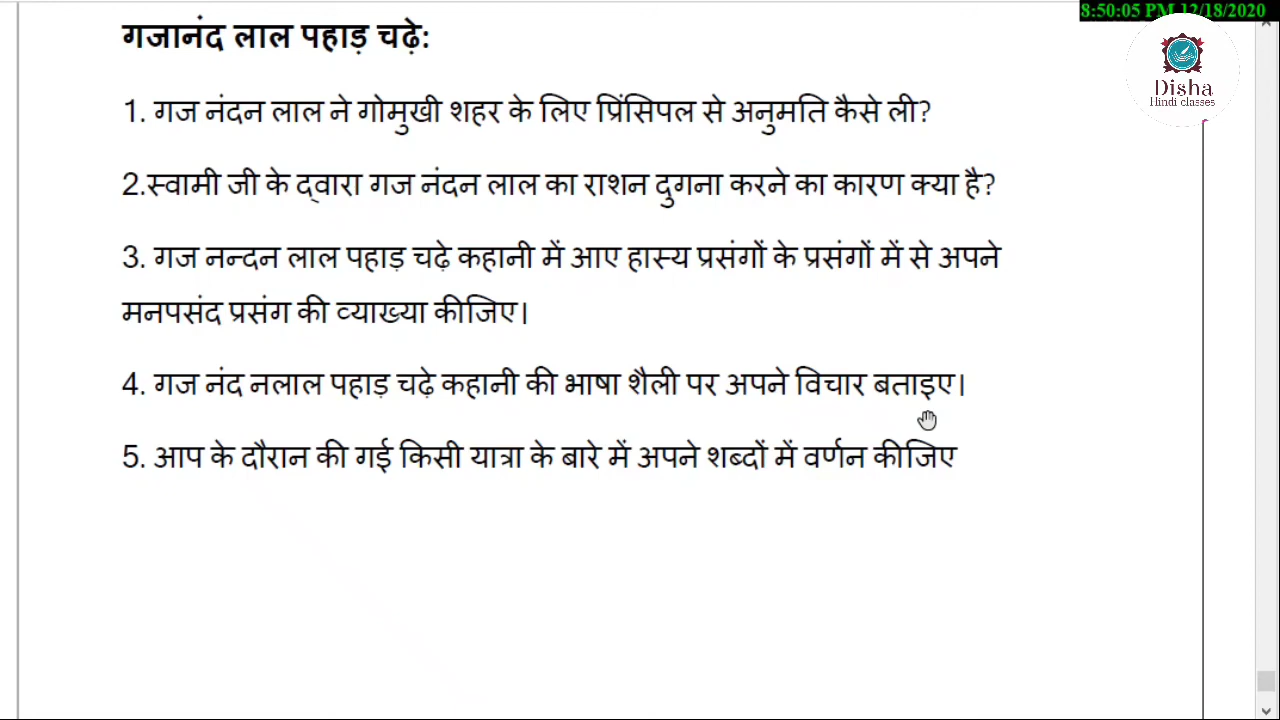 8:50:05 PM 12/18/2020
Disha
Hindi classes
गजानंद लाल पहाड़ चढ़े:
1. गज नंदन लाल ने गोमुखी शहर के लिए प्रिंसिपल से अनुमति कैसे ली?
2.स्वामी जी के द्वारा गज नंदन लाल का राशन दुगना करने का कारण क्या है?
3. गज नन्दन लाल पहाड़ चढ़े कहानी में आए हास्य प्रसंगों के प्रसंगों में से अपने
मनपसंद प्रसंग की व्याख्या कीजिए।
4. गज नंद नलाल पहाड़ चढ़े कहानी की भाषा शैली पर अपने विचार बताइए।
5. आप के दौरान की गई किसी यात्रा के बारे में अपने शब्दों में वर्णन कीजिए